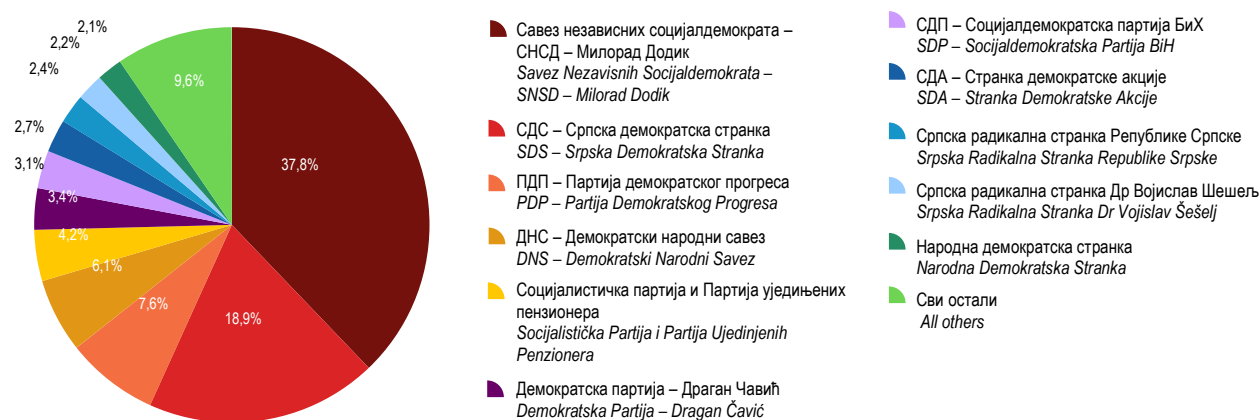 2,1%
2,2%
2,4%
2,7%
3,1%
3,4%
4,2%
6,1%
7,6%
18,9%
37,8%
9,6%
Савез независних социјалдемократа –
СНСД – Милорад Додик
Savez Nezavisnih Socijaldemokrata –
SNSD – Milorad Dodik
СДС – Српска демократска странка
SDS – Srpska Demokratska Stranka
ПДП – Партија демократског прогреса
PDP – Partija Demokratskog Progresa
ДНС – Демократски народни савез
DNS – Demokratski Narodni Savez
Социјалистичка партија и Партија уједињених
пензионера
Socijalistička Partija i Partija Ujedinjenih
Penzionera
Демократска партија – Драган Чавић
Demokratska Partija – Dragan Čavić
СДП – Социјалдемократска партија БиХ
SDP – Socijaldemokratska Partija BiH
СДА – Странка демократске акције
SDA – Stranka Demokratske Akcije
Српска радикална странка Републике Српске
Srpska Radikalna Stranka Republike Srpske
Српска радикална странка Др Војислав Шешељ
Srpska Radikalna Stranka Dr Vojislav Šešelj
Народна демократска странка
Narodna Demokratska Stranka
Сви остали
All others